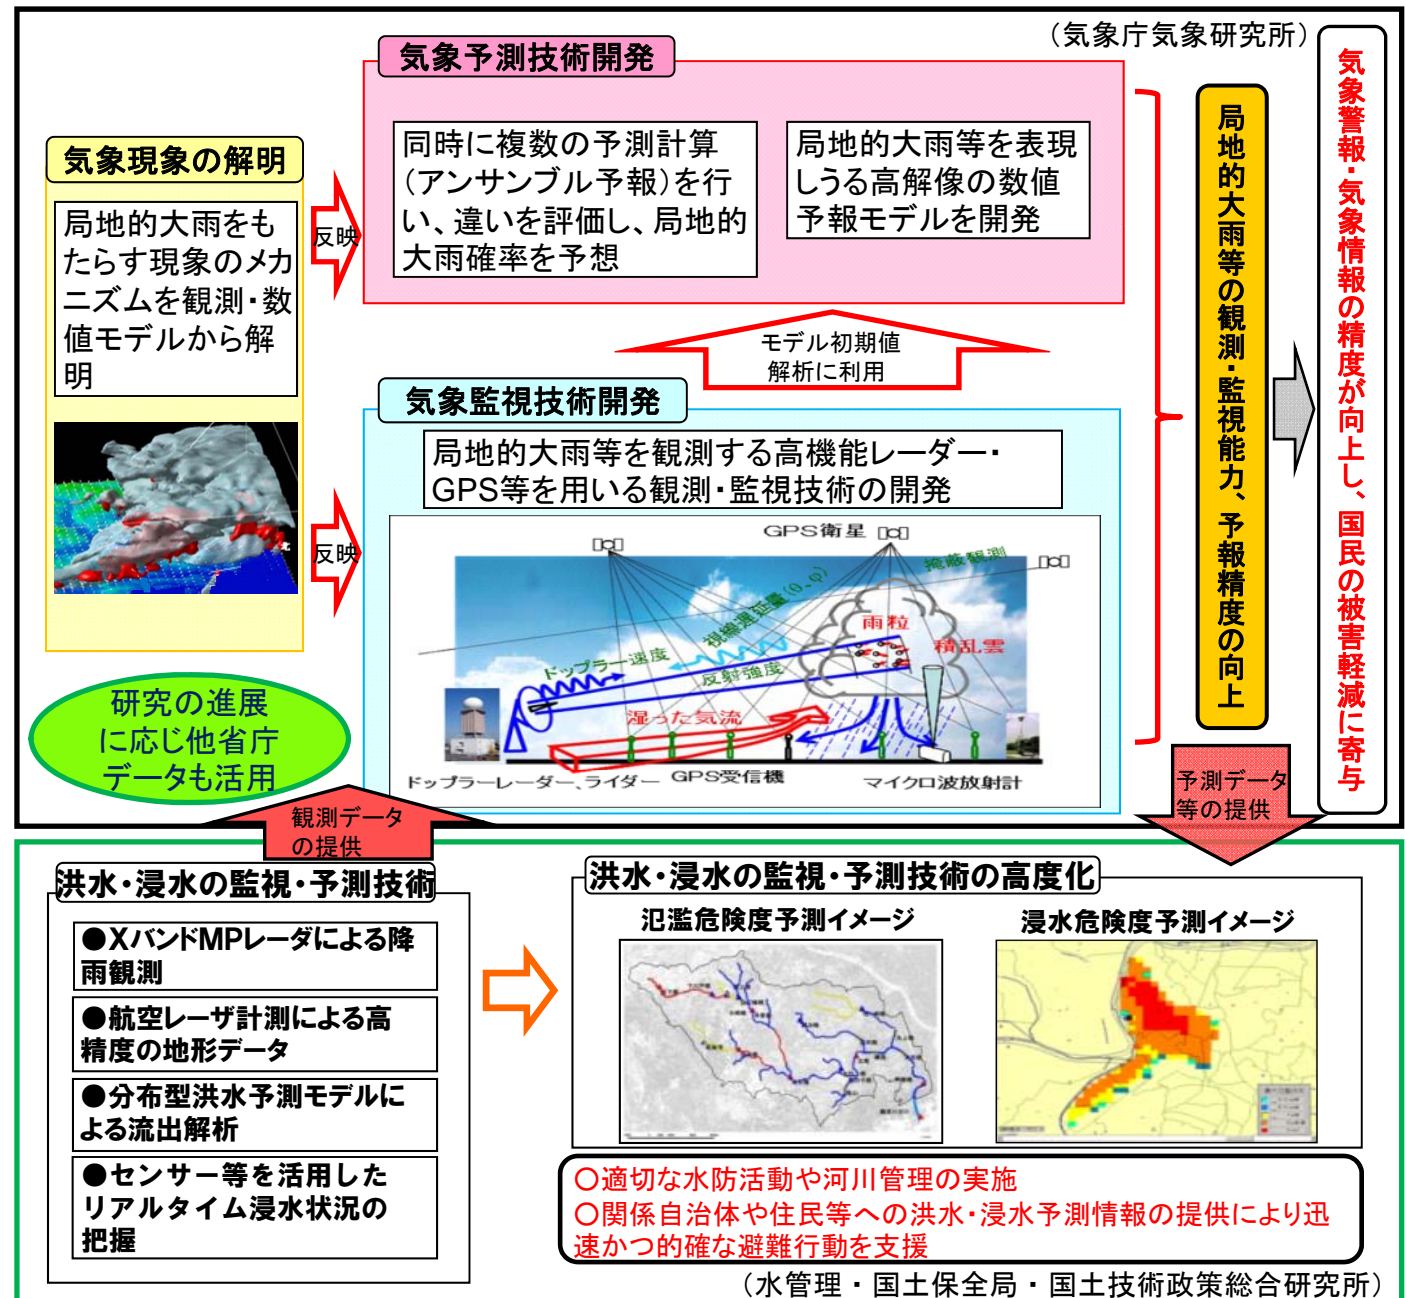 （気象庁気象研究所）
気象警報・気象情報の精度が向上し、国民の被害軽減に寄与
局地的大雨等の観測・監視能力、予報精度の向上
気象予測技術開発
同時に複数の予測計算
（アンサンブル予報）を行
い、違いを評価し、局地的
大雨確率を予想
局地的大雨等を表現
しうる高解像の数値
予報モデルを開発
気象現象の解明
局地的大雨をも
たらす現象のメカ
ニズムを観測・数
値モデルから解
明
反映
反映
モデル初期値
解析に利用
気象監視技術開発
局地的大雨等を観測する高機能レーダー・
GPS等を用いる観測・監視技術の開発
GPS衛星
掩蔽観測
視線遅延量(θ、φ)
雨粒
積乱雲
ドップラー速度
反射強度
湿った気流
ドップラーレーダー、ライダー
GPS受信機
マイクロ波放射計
研究の進展
に応じ他省庁
データも活用
観測データ
の提供
予測データ
等の提供
洪水・浸水の監視・予測技術
●XバンドMPレーダによる降
雨観測
●航空レーザ計測による高
精度の地形データ
●分布型洪水予測モデルに
よる流出解析
●センサー等を活用した
リアルタイム浸水状況の
把握
洪水・浸水の監視・予測技術の高度化
氾濫危険度予測イメージ
浸水危険度予測イメージ
○適切な水防活動や河川管理の実施
○関係自治体や住民等への洪水・浸水予測情報の提供により迅
速かつ的確な避難行動を支援
（水管理・国土保全局・国土技術政策総合研究所）